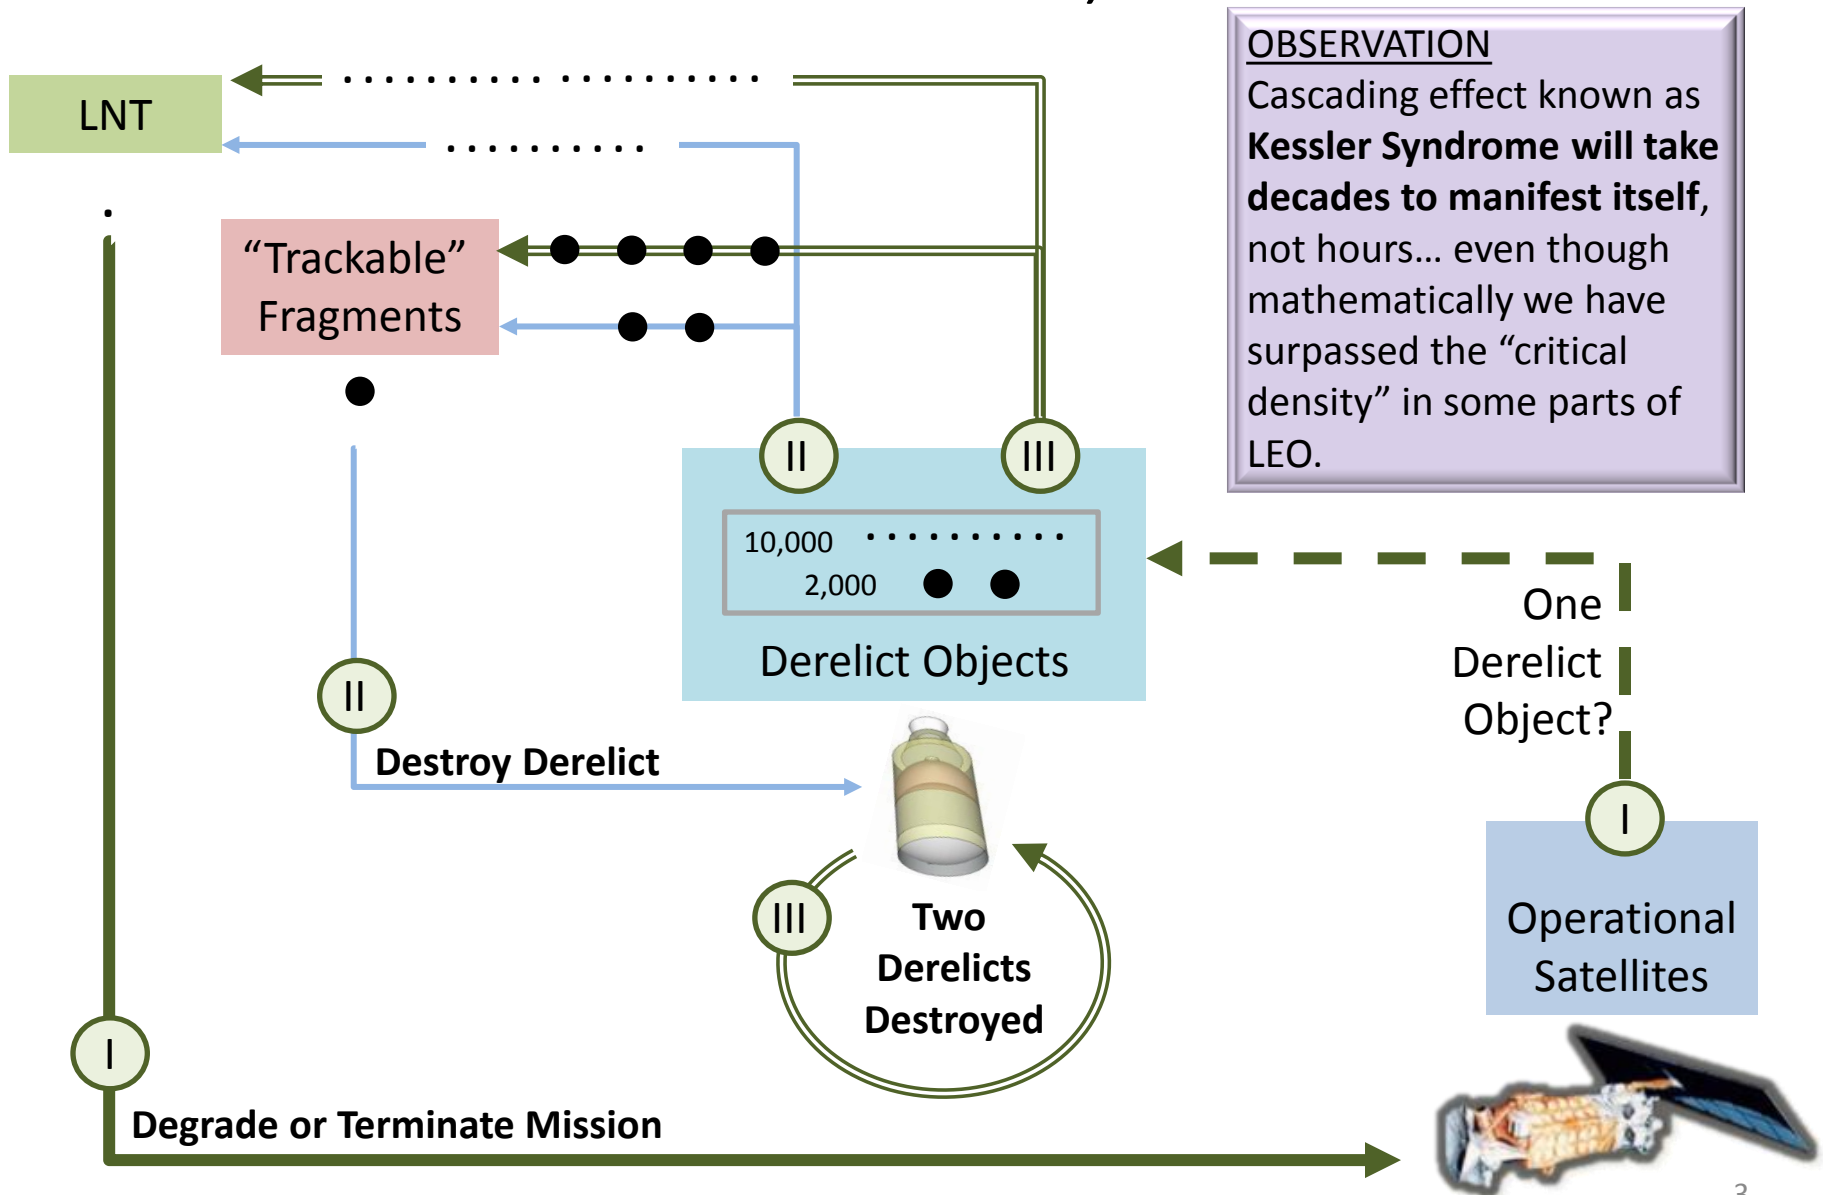 OBSERVATION
Cascading effect known as
Kessler Syndrome will take
decades to manifest itself,
not hours… even though
mathematically we have
surpassed the “critical
density” in some parts of
LEO.
LNT
“Trackable”
Fragments
II
III
10,000
2,000
Derelict Objects
One
Derelict
Object?
II
Destroy Derelict
I
Operational
Satellites
III
Two
Derelicts
Destroyed
I
Degrade or Terminate Mission
3